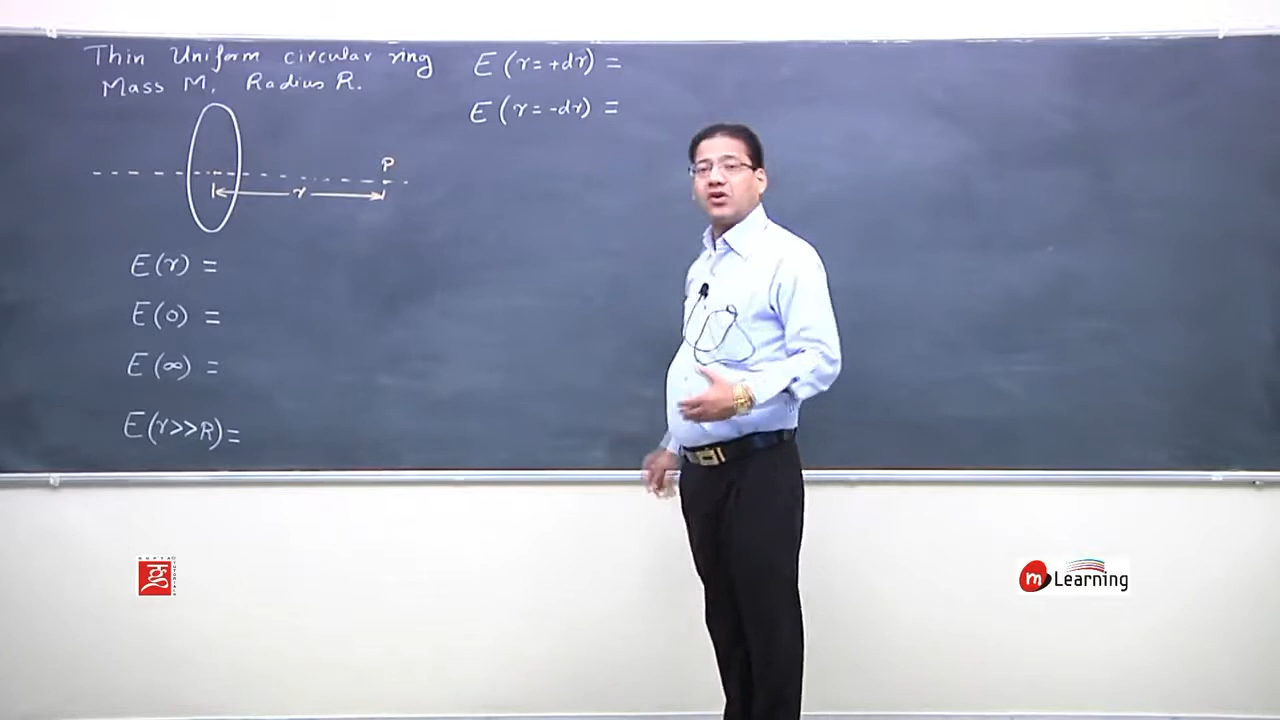 Thin Uniform circular ring
Mass M, Radius R.
P
r
E(r) =
E(0) =
E(∞) =
E(r>>R)=
E(r=+dr) =
E(r=-dr) =
m Learning